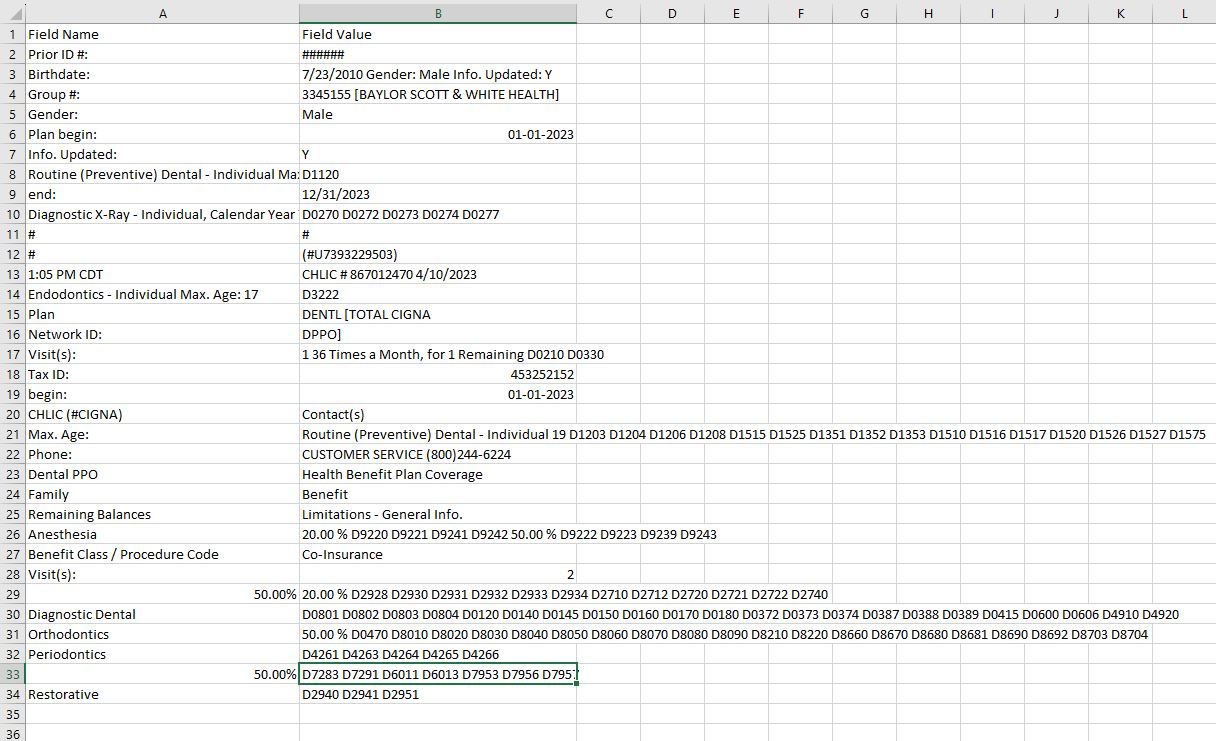 A B C D E F G H I J K L
1 Field Name Field Value
2 Prior ID #: ######
3 Birthdate: 7/23/2010 Gender: Male Info. Updated: Y
4 Group #: 3345155 [BAYLOR SCOTT & WHITE HEALTH]
5 Gender: Male
6 Plan begin: 01-01-2023
7 Info. Updated: Y
8 Routine (Preventive) Dental - Individual Ma D1120
9 end: 12/31/2023
10 Diagnostic X-Ray - Individual, Calendar Year D0270 D0272 D0273 D0274 D0277
11 # #
12 # (#U7393229503)
13 1:05 PM CDT CHLIC # 867012470 4/10/2023
14 Endodontics - Individual Max. Age: 17 D3222
15 Plan DENTL [TOTAL CIGNA
16 Network ID: DPPO]
17 Visit(s): 1 36 Times a Month, for 1 Remaining D0210 D0330
18 Tax ID: 453252152
19 begin: 01-01-2023
20 CHLIC (#CIGNA) Contact(s)
21 Max. Age: Routine (Preventive) Dental - Individual 19 D1203 D1204 D1206 D1208 D1515 D1525 D1351 D1352 D1353 D1510 D1516 D1517 D1520 D1526 D1527 D1575
22 Phone: CUSTOMER SERVICE (800)244-6224
23 Dental PPO Health Benefit Plan Coverage
24 Family Benefit
25 Remaining Balances Limitations - General Info.
26 Anesthesia 20.00 % D9220 D9221 D9241 D9242 50.00 % D9222 D9223 D9239 D9243
27 Benefit Class / Procedure Code Co-Insurance
28 Visit(s): 2
29 50.00% 20.00 % D2928 D2930 D2931 D2932 D2933 D2934 D2710 D2712 D2720 D2721 D2722 D2740
30 Diagnostic Dental D0801 D0802 D0803 D0804 D0120 D0140 D0145 D0150 D0160 D0170 D0180 D0372 D0373 D0374 D0387 D0388 D0389 D0415 D0600 D0606 D4910 D4920
31 Orthodontics 50.00 % D0470 D8010 D8020 D8030 D8040 D8050 D8060 D8070 D8080 D8090 D8210 D8220 D8660 D8670 D8680 D8681 D8690 D8692 D8703 D8704
32 Periodontics D4261 D4263 D4264 D4265 D4266
33 50.00% D7283 D7291 D6011 D6013 D7953 D7956 D7957
34 Restorative D2940 D2941 D2951
35
36